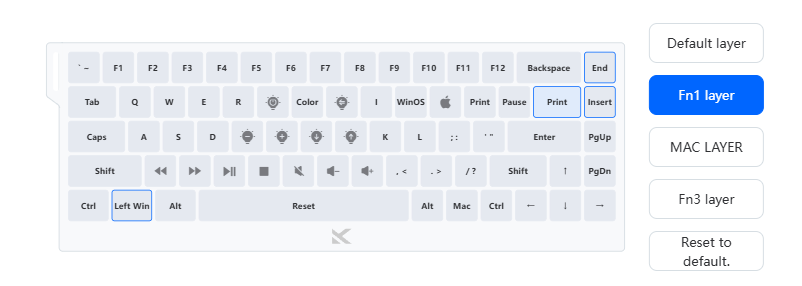 ` ~ F1 F2 F3 F4 F5 F6 F7 F8 F9 F10 F11 F12 Backspace End
Tab Q W E R Color I WinOS Print Pause Print Insert
Caps A S D K L ; : ' " Enter PgUp
Shift , < . > / ? Shift ↑ PgDn
Ctrl Left Win Alt Reset Alt Mac Ctrl ← ↓ →
Default layer
Fn1 layer
MAC LAYER
Fn3 layer
Reset to
default.